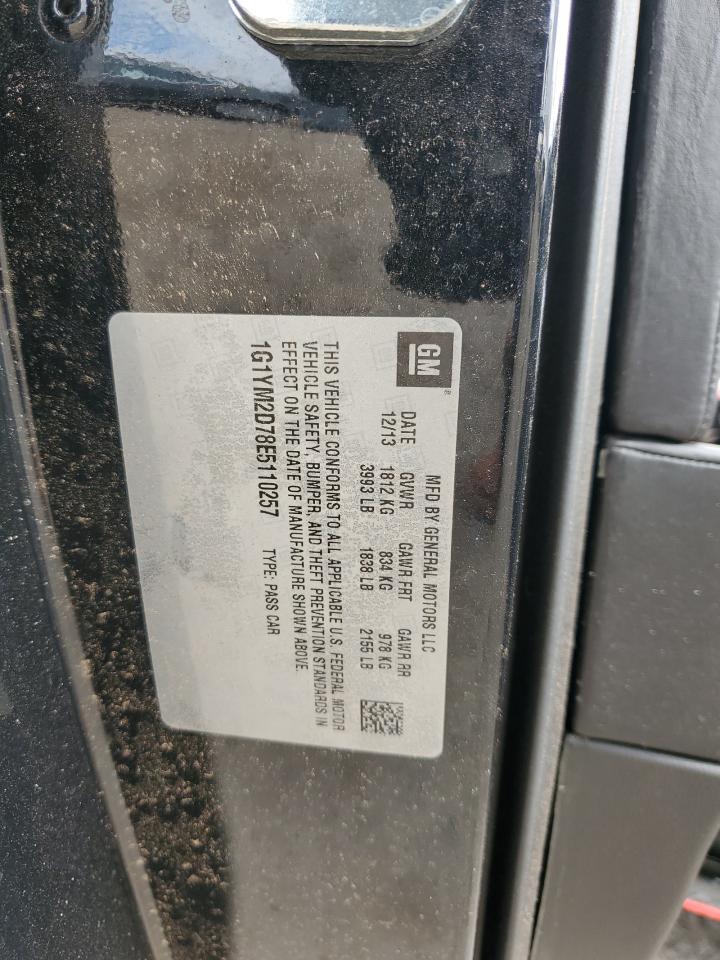 GM
MFD BY GENERAL MOTORS LLC
DATE GVWR GAWR FRT GAWR RR
12/13 1812 KG 834 KG 978 KG
3993 LB 1838 LB 2155 LB
THIS VEHICLE CONFORMS TO ALL APPLICABLE U.S. FEDERAL MOTOR
VEHICLE SAFETY, BUMPER, AND THEFT PREVENTION STANDARDS IN
EFFECT ON THE DATE OF MANUFACTURE SHOWN ABOVE.
1G1YM2D78E5110257 TYPE: PASS CAR